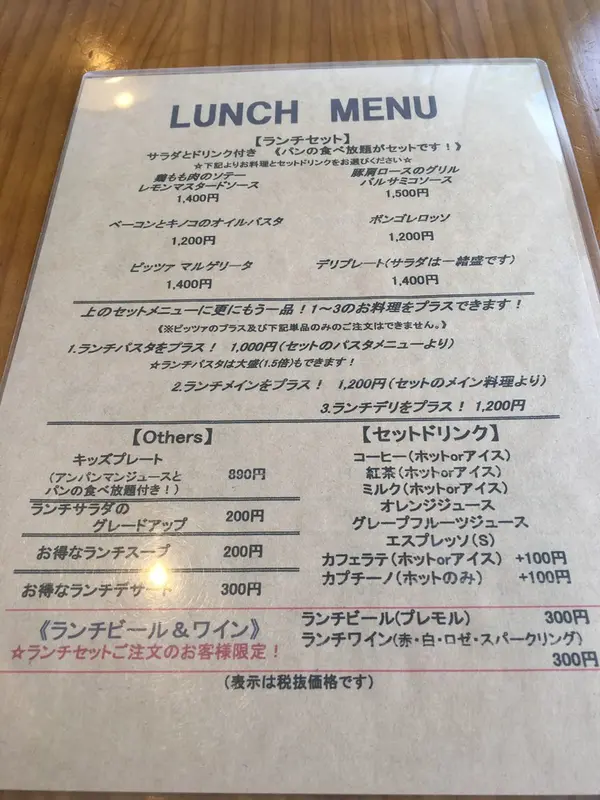 LUNCH MENU
【ランチセット】
サラダとドリンク付き 《パンの食べ放題がセットです!》
☆下記よりお料理とセットドリンクをお選びください☆
鶏もも肉のソテー
レモンマスタードソース
1,400円
豚肩ロースのグリル
バルサミコソース
1,500円
ベーコンとキノコのオイルパスタ
1,200円
ボンゴレロッソ
1,200円
ピッツァ マルゲリータ
1,400円
デリプレート(サラダは一緒盛です)
1,400円
上のセットメニューに更にもう一品!1~3のお料理をプラスできます!
《※ピッツァのプラス及び下記単品のみのご注文はできません。》
1.ランチパスタをプラス! 1,000円(セットのパスタメニューより)
☆ランチパスタは大盛(1.5倍)もできます!
2.ランチメインをプラス! 1,200円(セットのメイン料理より)
3.ランチデリをプラス! 1,200円
【Others】
キッズプレート
(アンパンマンジュースと
パンの食べ放題付き!)
890円
ランチサラダの
グレードアップ
200円
お得なランチスープ 200円
お得なランチデザート 300円
【セットドリンク】
コーヒー(ホットorアイス)
紅茶(ホットorアイス)
ミルク(ホットorアイス)
オレンジジュース
グレープフルーツジュース
エスプレッソ(S)
カフェラテ(ホットorアイス) +100円
カプチーノ(ホットのみ) +100円
《ランチビール&ワイン》
☆ランチセットご注文のお客様限定!
ランチビール(プレモル) 300円
ランチワイン(赤・白・ロゼ・スパークリング)
300円
(表示は税抜価格です)